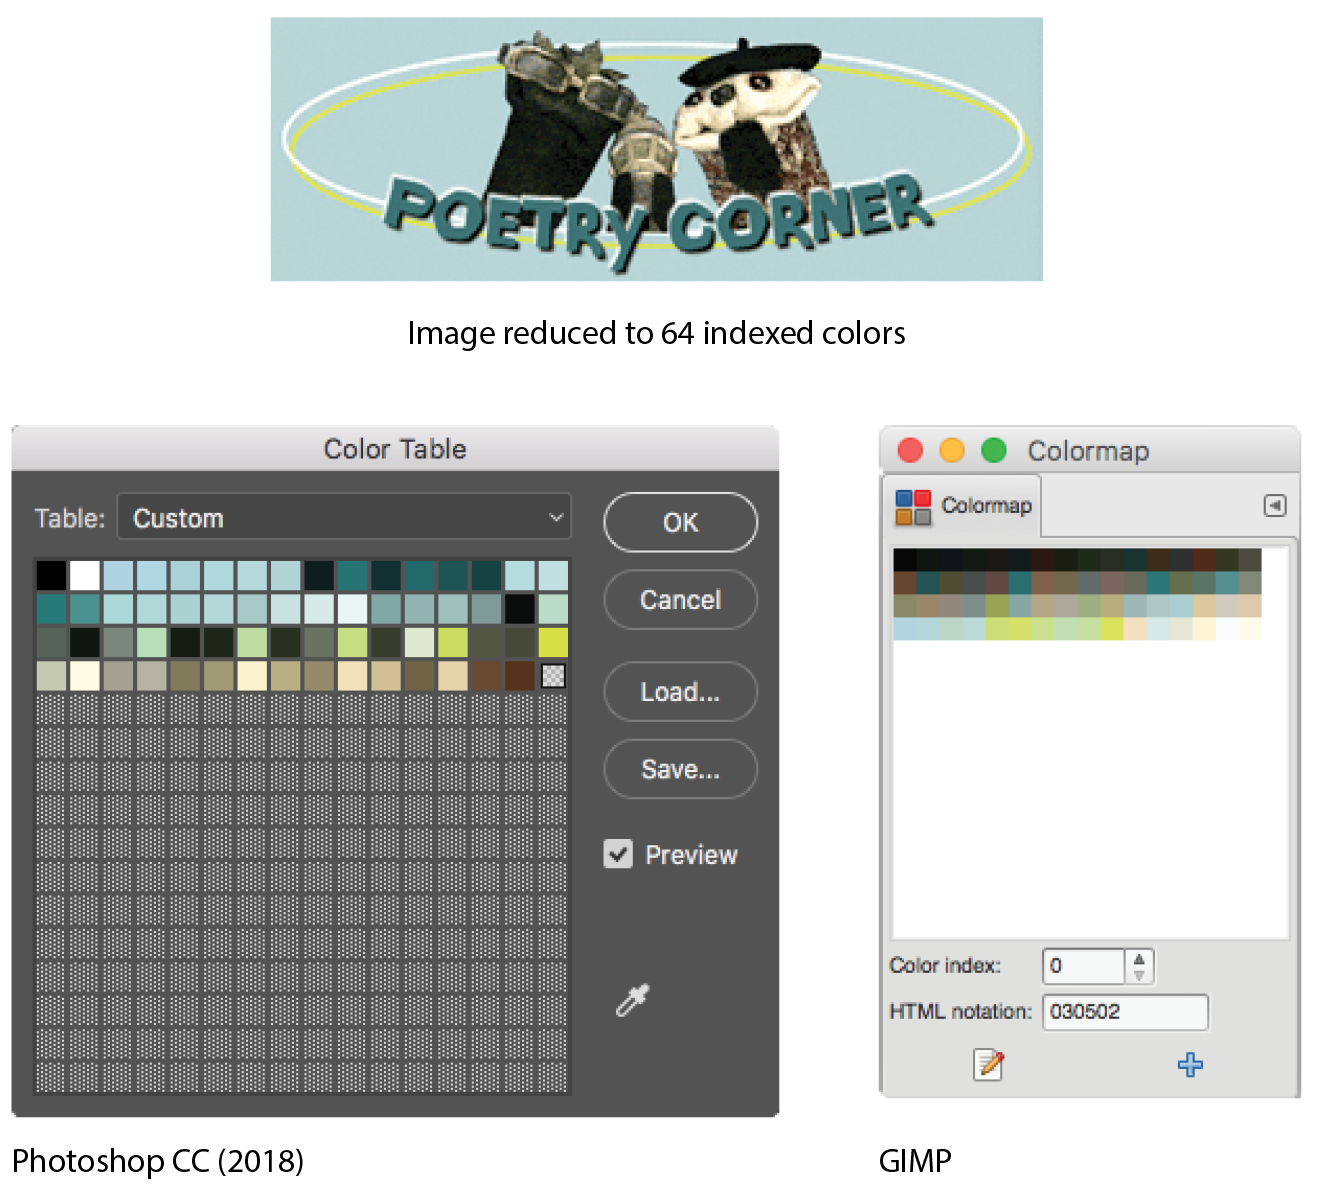 POETRY CORNER
Image reduced to 64 indexed colors
Color Table
Table: Custom
OK
Cancel
Load...
Save...
Preview
Colormap
Colormap
Color index: 0
HTML notation: 030502
Photoshop CC (2018)
GIMP